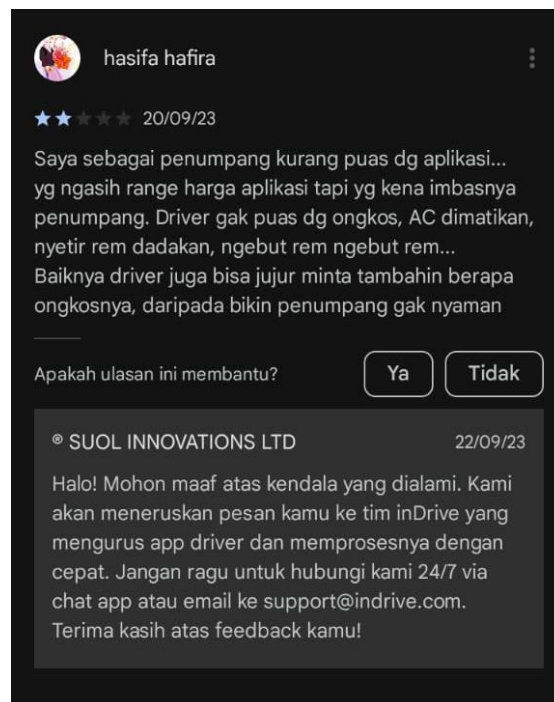 hasifa hafira
20/09/23
Saya sebagai penumpang kurang puas dg aplikasi...
yg ngasih range harga aplikasi tapi yg kena imbasnya
penumpang. Driver gak puas dg ongkos, AC dimatikan,
nyetir rem dadakan, ngebut rem ngebut rem...
Baiknya driver juga bisa jujur minta tambahin berapa
ongkosnya, daripada bikin penumpang gak nyaman
Apakah ulasan ini membantu?
Ya
Tidak
® SUOL INNOVATIONS LTD
22/09/23
Halo! Mohon maaf atas kendala yang dialami. Kami
akan meneruskan pesan kamu ke tim inDrive yang
mengurus app driver dan memprosesnya dengan
cepat. Jangan ragu untuk hubungi kami 24/7 via
chat app atau email ke support@indrive.com.
Terima kasih atas feedback kamu!